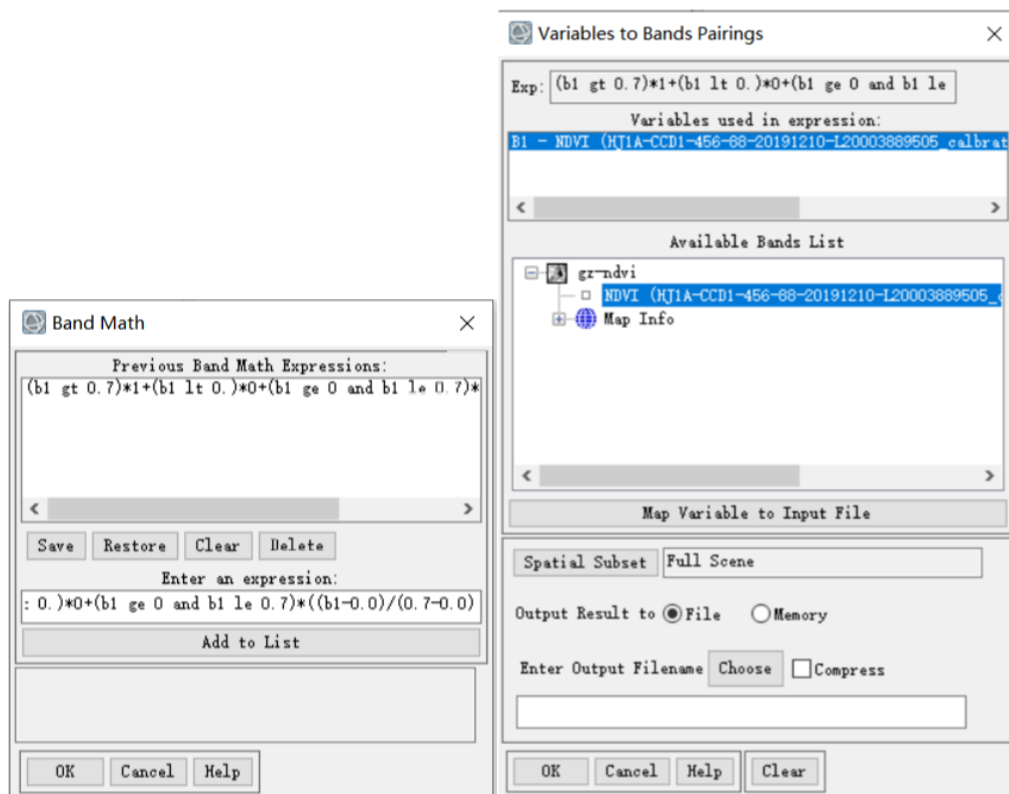 Band Math
Previous Band Math Expressions:
(b1 gt 0.7)*1+(b1 lt 0.)*0+(b1 ge 0 and b1 le 0.7)*
Save Restore Clear Delete
Enter an expression:
: 0.)*0+(b1 ge 0 and b1 le 0.7)*((b1-0.0)/(0.7-0.0)
Add to List
OK Cancel Help
Variables to Bands Pairings
Exp: (b1 gt 0.7)*1+(b1 lt 0.)*0+(b1 ge 0 and b1 le
Variables used in expression:
B1 - NDVI (HJ1A-CCD1-456-88-20191210-L20003889505_calbrat
Available Bands List
gz-ndvi
NDVI (HJ1A-CCD1-456-88-20191210-L20003889505_
Map Info
Map Variable to Input File
Spatial Subset Full Scene
Output Result to File Memory
Enter Output Filename Choose Compress
OK Cancel Help Clear